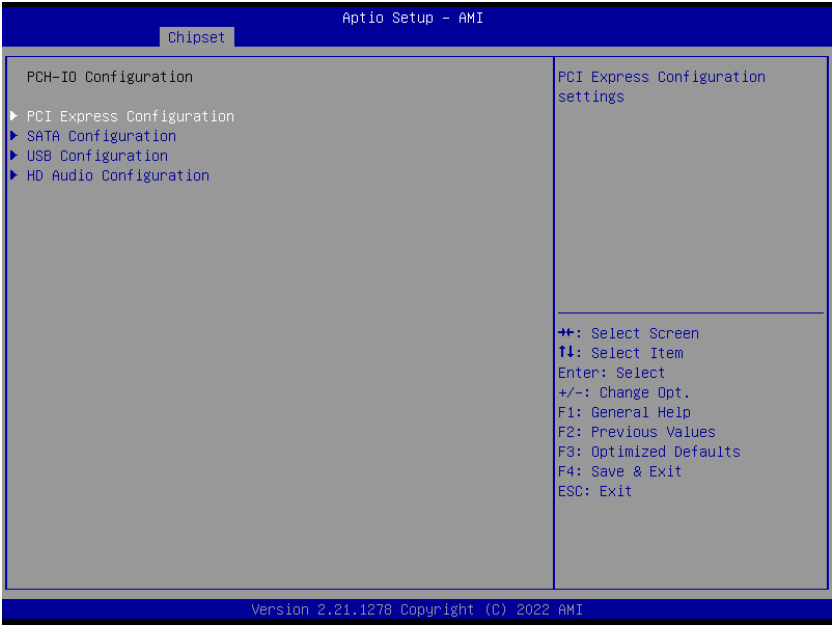 Aptio Setup – AMI
Chipset
PCH-IO Configuration
PCI Express Configuration
SATA Configuration
USB Configuration
HD Audio Configuration
PCI Express Configuration
settings
→←: Select Screen
↑↓: Select Item
Enter: Select
+/-: Change Opt.
F1: General Help
F2: Previous Values
F3: Optimized Defaults
F4: Save & Exit
ESC: Exit
Version 2.21.1278 Copyright (C) 2022 AMI